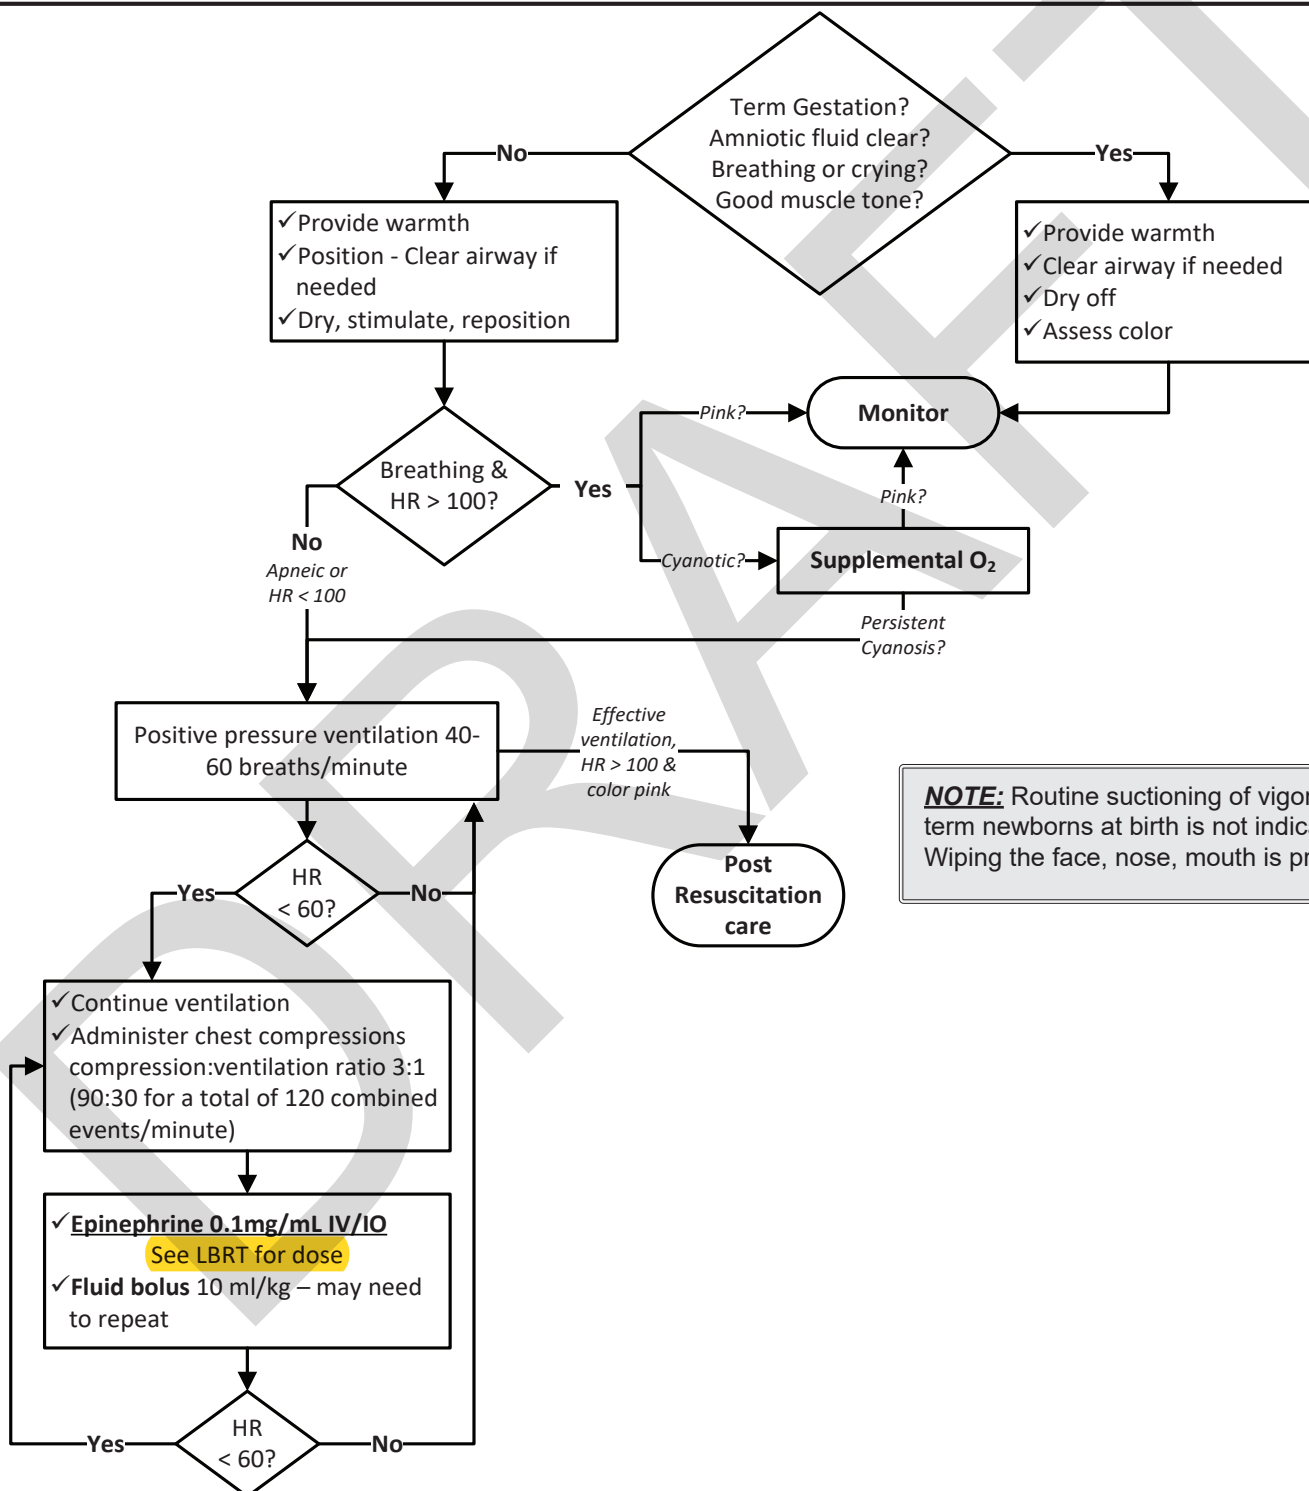 Term Gestation?
Amniotic fluid clear?
Breathing or crying?
Good muscle tone?
No
Yes
✓Provide warmth
✓Position - Clear airway if
needed
✓Dry, stimulate, reposition
✓Provide warmth
✓Clear airway if needed
✓Dry off
✓Assess color
Pink?
Monitor
Breathing &
HR > 100?
Yes
Pink?
No
Apneic or
HR < 100
Cyanotic?
Supplemental O₂
Persistent
Cyanosis?
Positive pressure ventilation 40-
60 breaths/minute
Effective
ventilation,
HR > 100 &
color pink
NOTE: Routine suctioning of
term newborns at birth is not
Wiping the face, nose, mouth is
HR
< 60?
Yes
No
Post
Resuscitation
care
✓Continue ventilation
✓Administer chest compressions
compression:ventilation ratio 3:1
(90:30 for a total of 120 combined
events/minute)
✓Epinephrine 0.1mg/mL IV/IO
See LBRT for dose
✓Fluid bolus 10 ml/kg – may need
to repeat
HR
< 60?
Yes
No
DRAFT